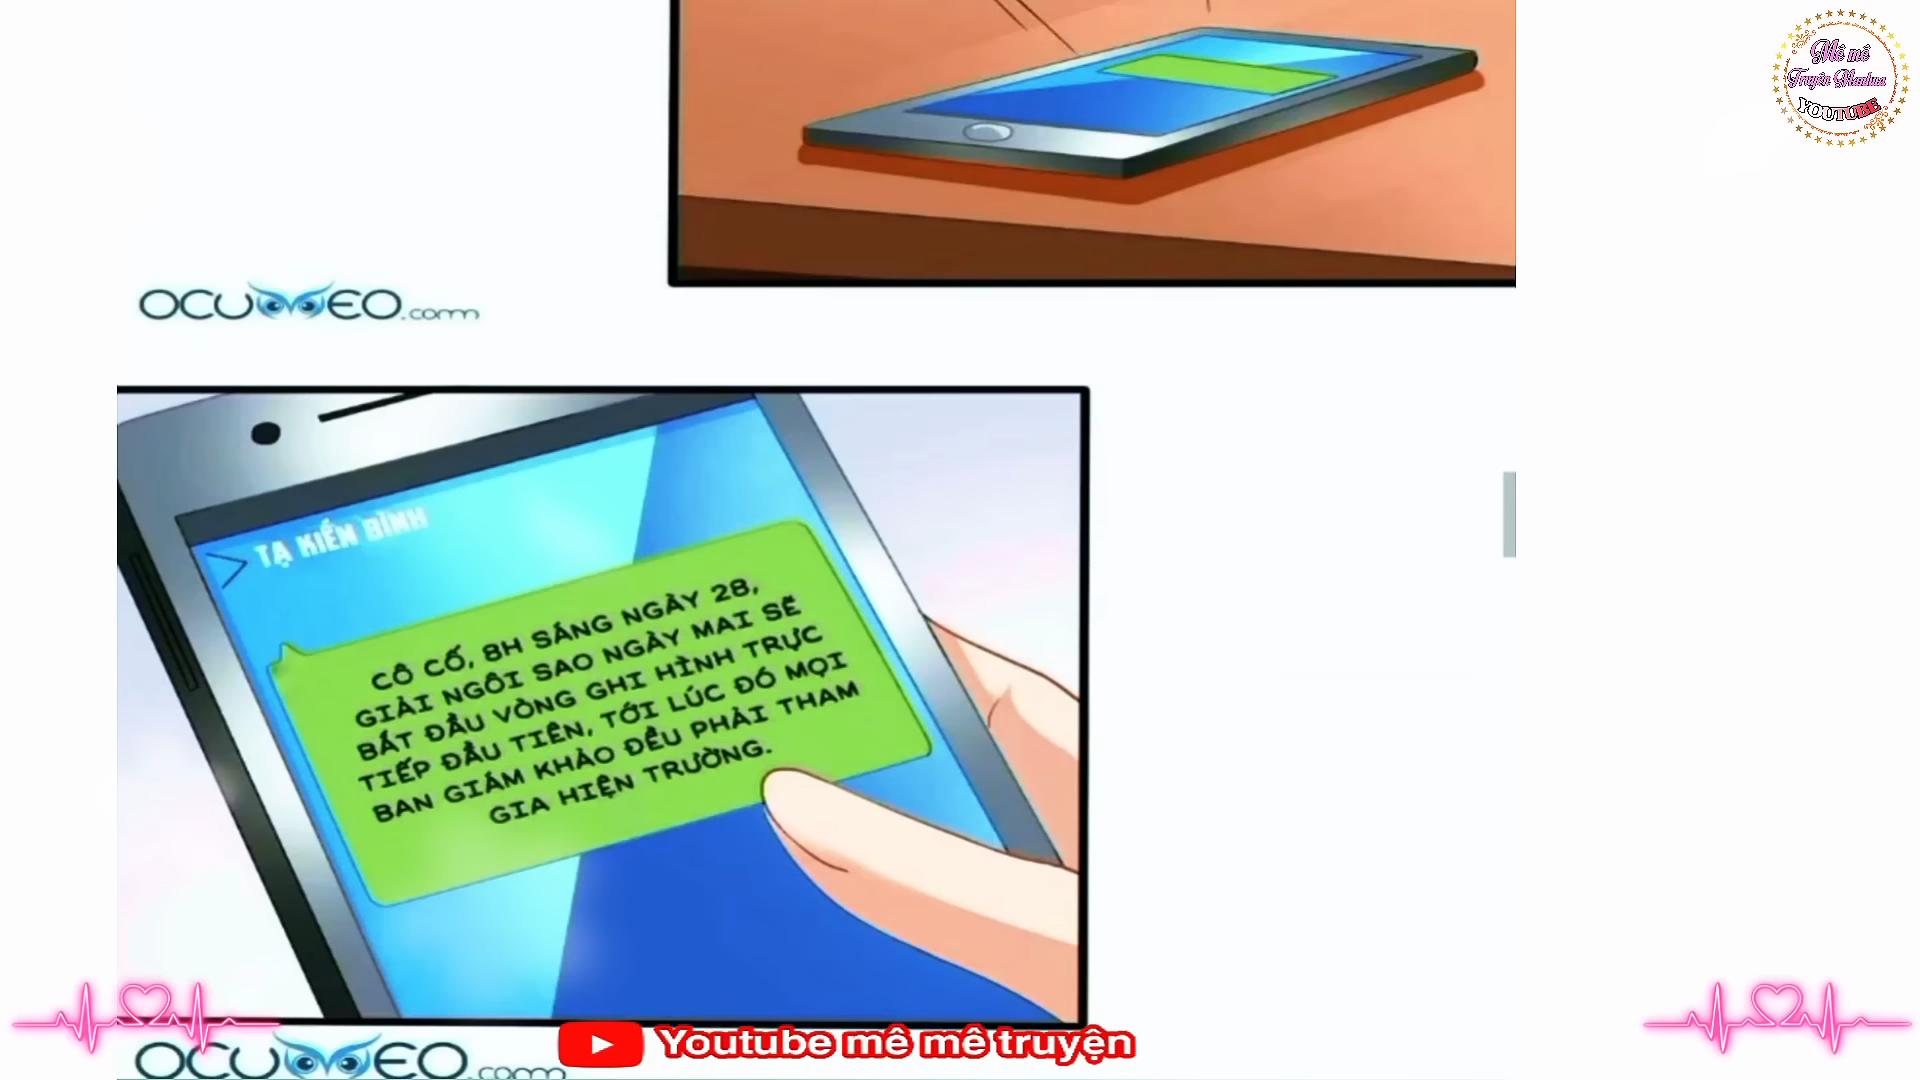 Mê mê
Truyện Manhua
YOUTUBE
OCUMEO.com
> TẠ KIẾN BÌNH
CÔ CỐ, 8H SÁNG NGÀY 28,
GIẢI NGÔI SAO NGÀY MAI SẼ
BẮT ĐẦU VÒNG GHI HÌNH TRỰC
TIẾP ĐẦU TIÊN, TỚI LÚC ĐÓ MỌI
BAN GIÁM KHẢO ĐỀU PHẢI THAM
GIA HIỆN TRƯỜNG.
Youtube mê mê truyện
OCUMEO.com